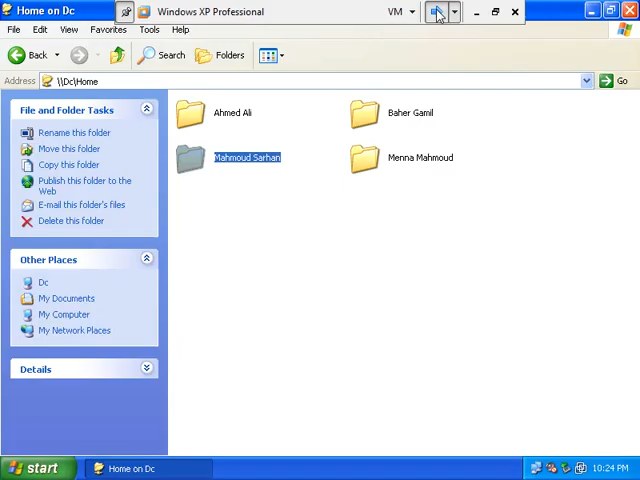 Home on Dc
Windows XP Professional
VM
File Edit View Favorites Tools Help
Back Search Folders
Address \\Dc\Home Go
File and Folder Tasks
Rename this folder
Move this folder
Copy this folder
Publish this folder to the
Web
E-mail this folder's files
Delete this folder
Other Places
Dc
My Documents
My Computer
My Network Places
Details
Ahmed Ali Baher Gamil
Mahmoud Sarhan Menna Mahmoud
start Home on Dc 10:24 PM